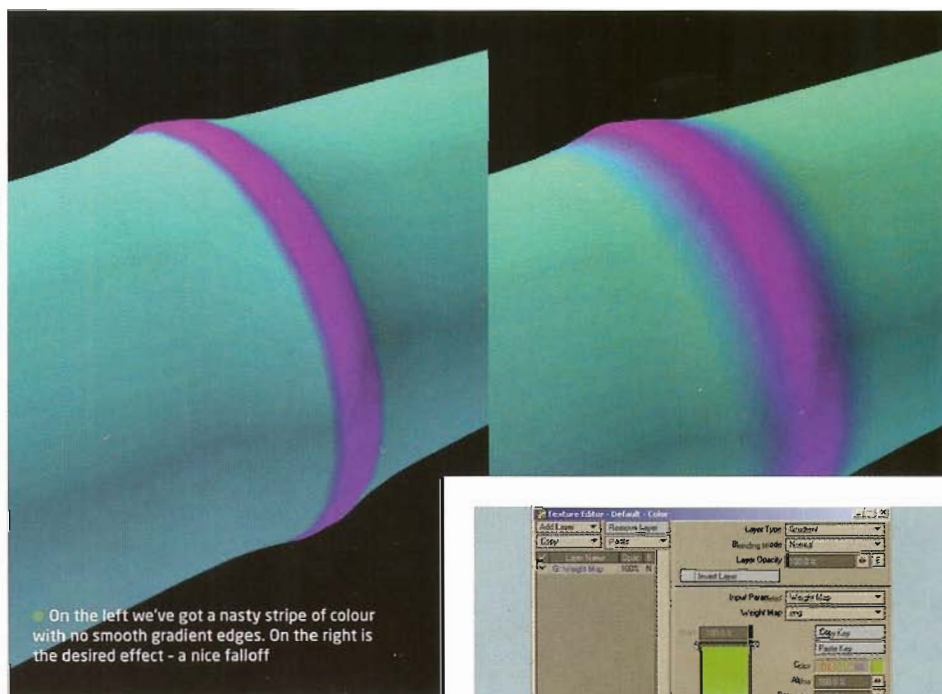 On the left we've got a nasty stripe of colour
with no smooth gradient edges. On the right is
the desired effect - a nice falloff
Texture Editor - Default - Color
Add Layer Remove Layer
Copy Paste
Layer Name
Weight Map 100% N
Layer Type Gradient
Blending Mode Normal
Layer Opacity
Invert Layer
Input Parameter Weight Map
Weight Map
Copy Key
Paste Key
Color
Alpha